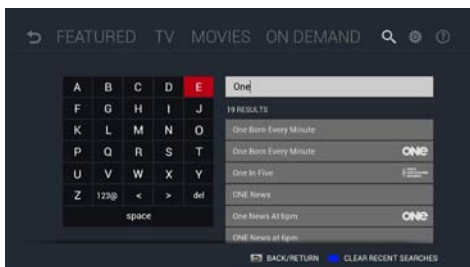 FEATURED TV MOVIES ON DEMAND
A B C D E
F G H I J
K L M N O
P Q R S T
U V W X Y
Z 123@ < > del
space
One
19 RESULTS
One Born Every Minute
One Born Every Minute ONE
One In Five
ONE News
One News At 6pm ONE
ONE News at 6pm
BACK/RETURN CLEAR RECENT SEARCHES